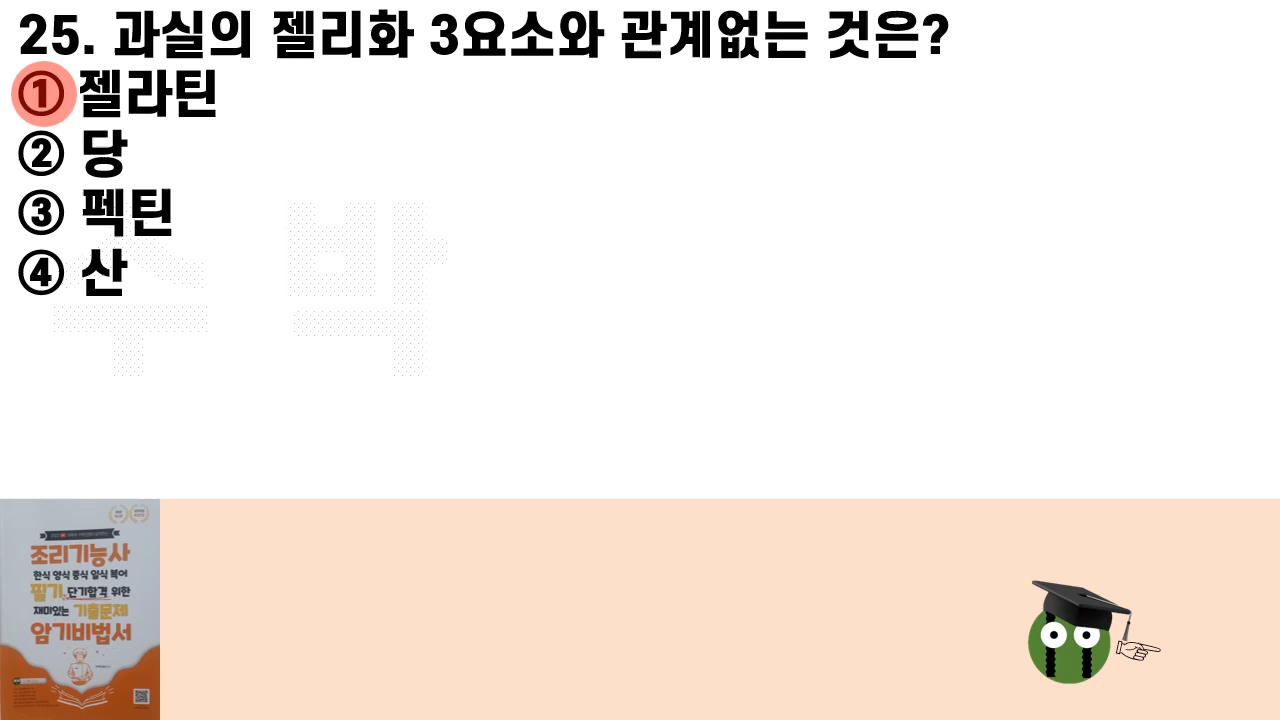 25. 과실의 젤리화 3요소와 관계없는 것은?
① 젤라틴
② 당
③ 펙틴
④ 산
수박
조리기능사
한식 양식 중식 일식 복어
필기 단기합격 위한
재미있는 기출문제
암기비법서